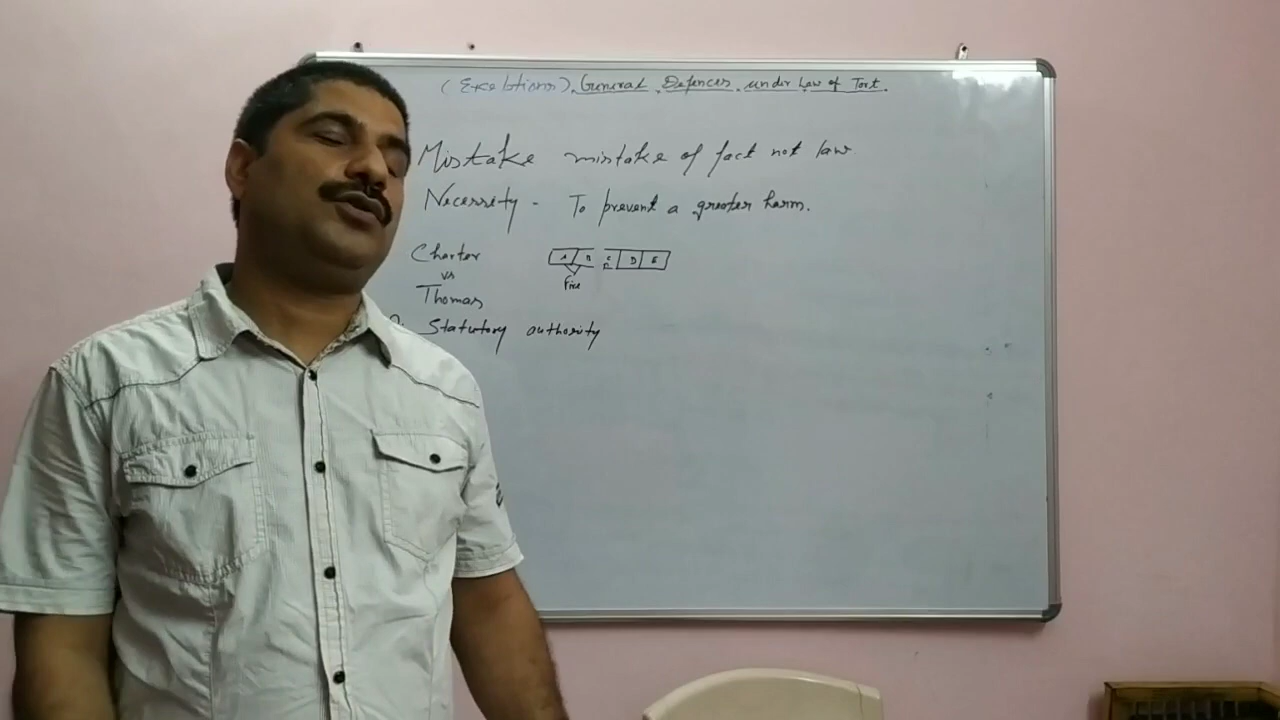 (Exceptions) General Defences under Law of Tort.
Mistake mistake of fact not law
Necessity - To prevent a greater harm.
Charter
vs
Thomas
A B C D E
Fire
Statutory authority